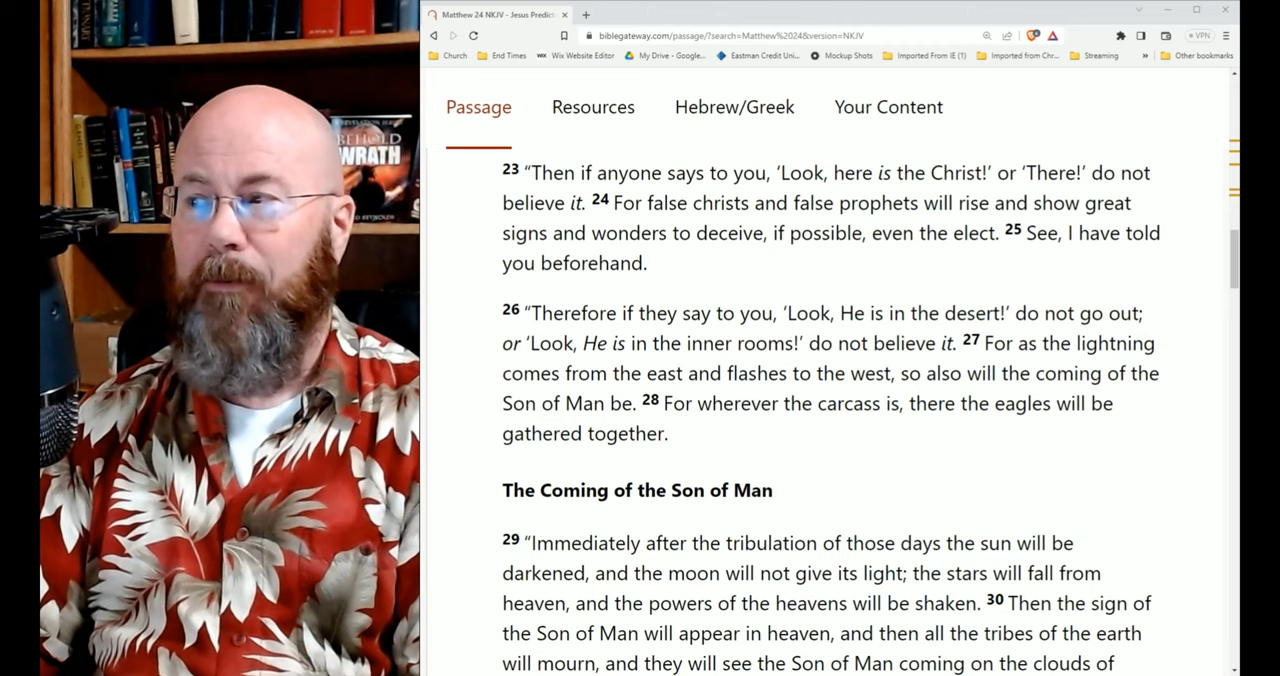 Matthew 24 NKJV - Jesus Predict
biblegateway.com/passage/?search=Matthew%2024&version=NKJV
VPN
Church
End Times
WIX Wix Website Editor
My Drive - Google...
Eastman Credit Uni...
Mockup Shots
Imported From IE (1)
Imported from Chr...
Streaming
»
Other bookmarks
Passage
Resources
Hebrew/Greek
Your Content
BEHOLD
WRATH
23 “Then if anyone says to you, ‘Look, here is the Christ!’ or ‘There!’ do not
believe it. 24 For false christs and false prophets will rise and show great
signs and wonders to deceive, if possible, even the elect. 25 See, I have told
you beforehand.
26 “Therefore if they say to you, ‘Look, He is in the desert!’ do not go out;
or ‘Look, He is in the inner rooms!’ do not believe it. 27 For as the lightning
comes from the east and flashes to the west, so also will the coming of the
Son of Man be. 28 For wherever the carcass is, there the eagles will be
gathered together.
The Coming of the Son of Man
29 “Immediately after the tribulation of those days the sun will be
darkened, and the moon will not give its light; the stars will fall from
heaven, and the powers of the heavens will be shaken. 30 Then the sign of
the Son of Man will appear in heaven, and then all the tribes of the earth
will mourn, and they will see the Son of Man coming on the clouds of